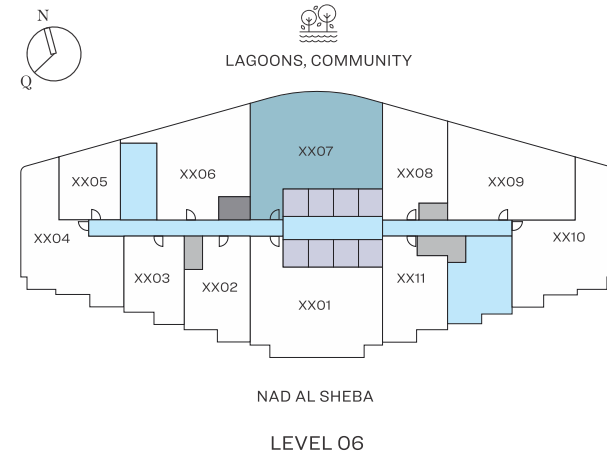 N
Q
LAGOONS, COMMUNITY
XX07
XX08
XX06
XX05
XX09
XX04
XX10
XX03
XX11
XX02
XX01
NAD AL SHEBA
LEVEL 06